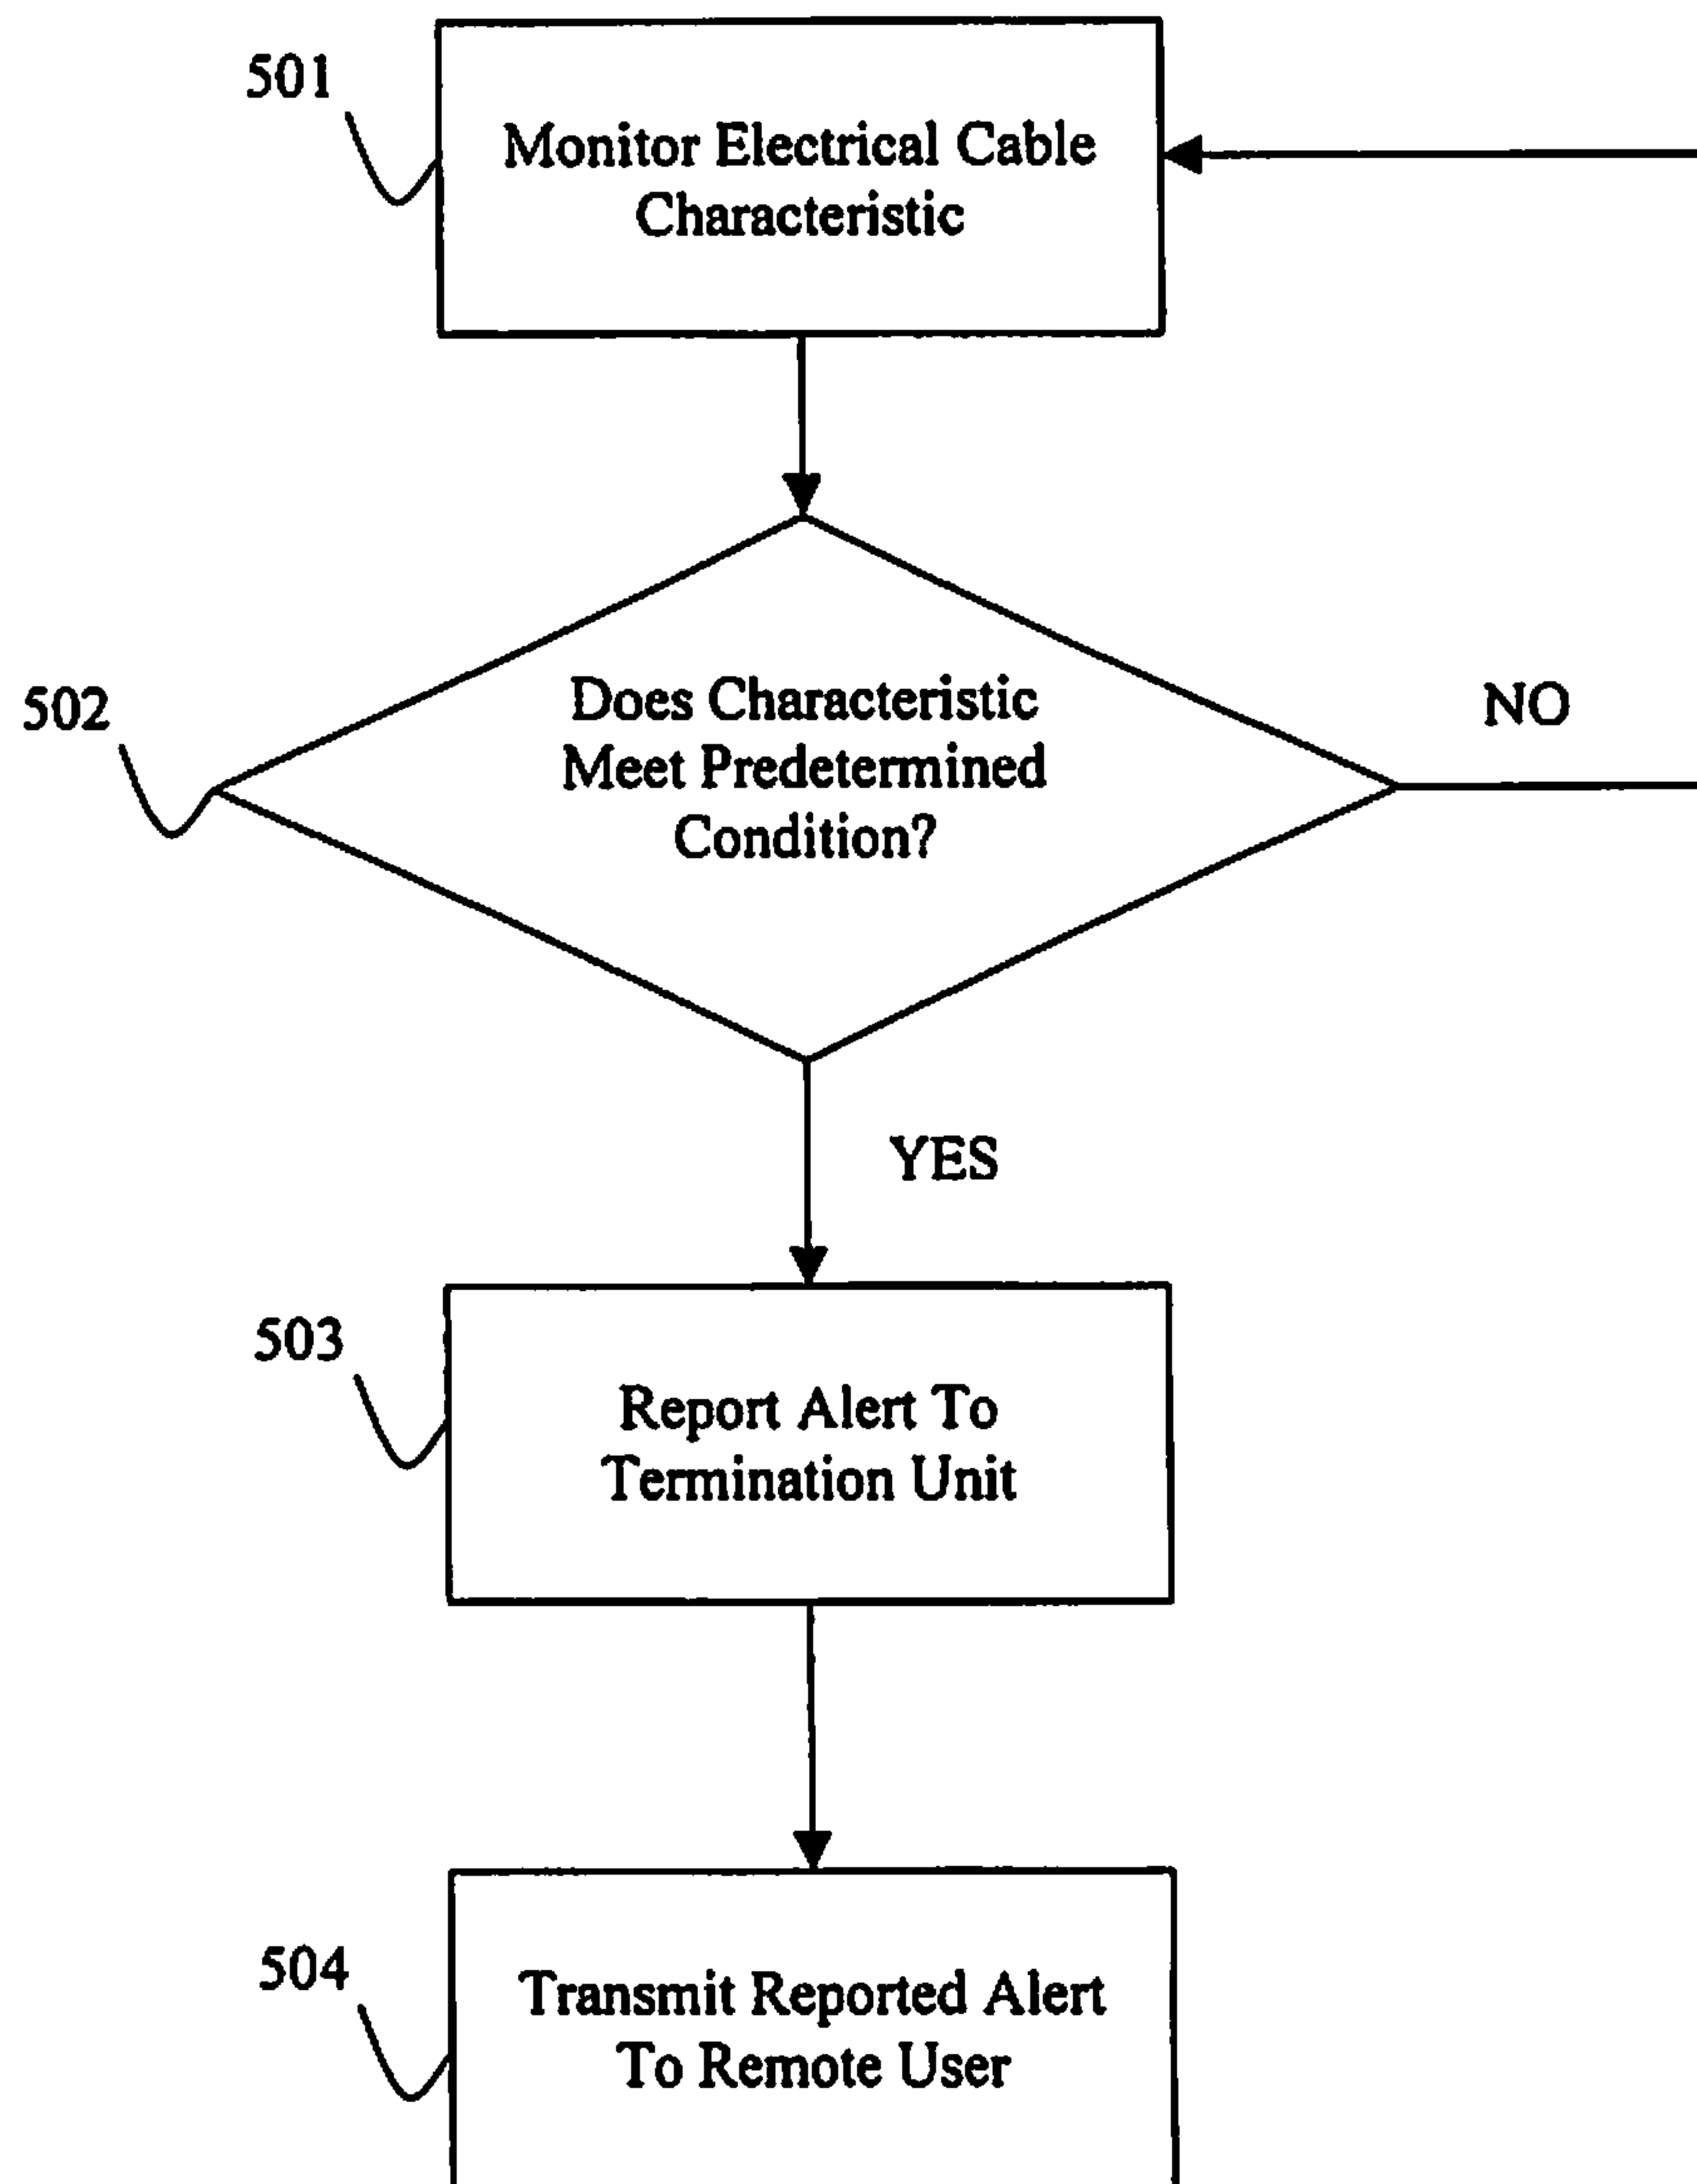 501
Monitor Electrical Cable
Characteristic
502
Does Characteristic
Meet Predetermined
Condition?
NO
YES
503
Report Alert To
Termination Unit
504
Transmit Reported Alert
To Remote User